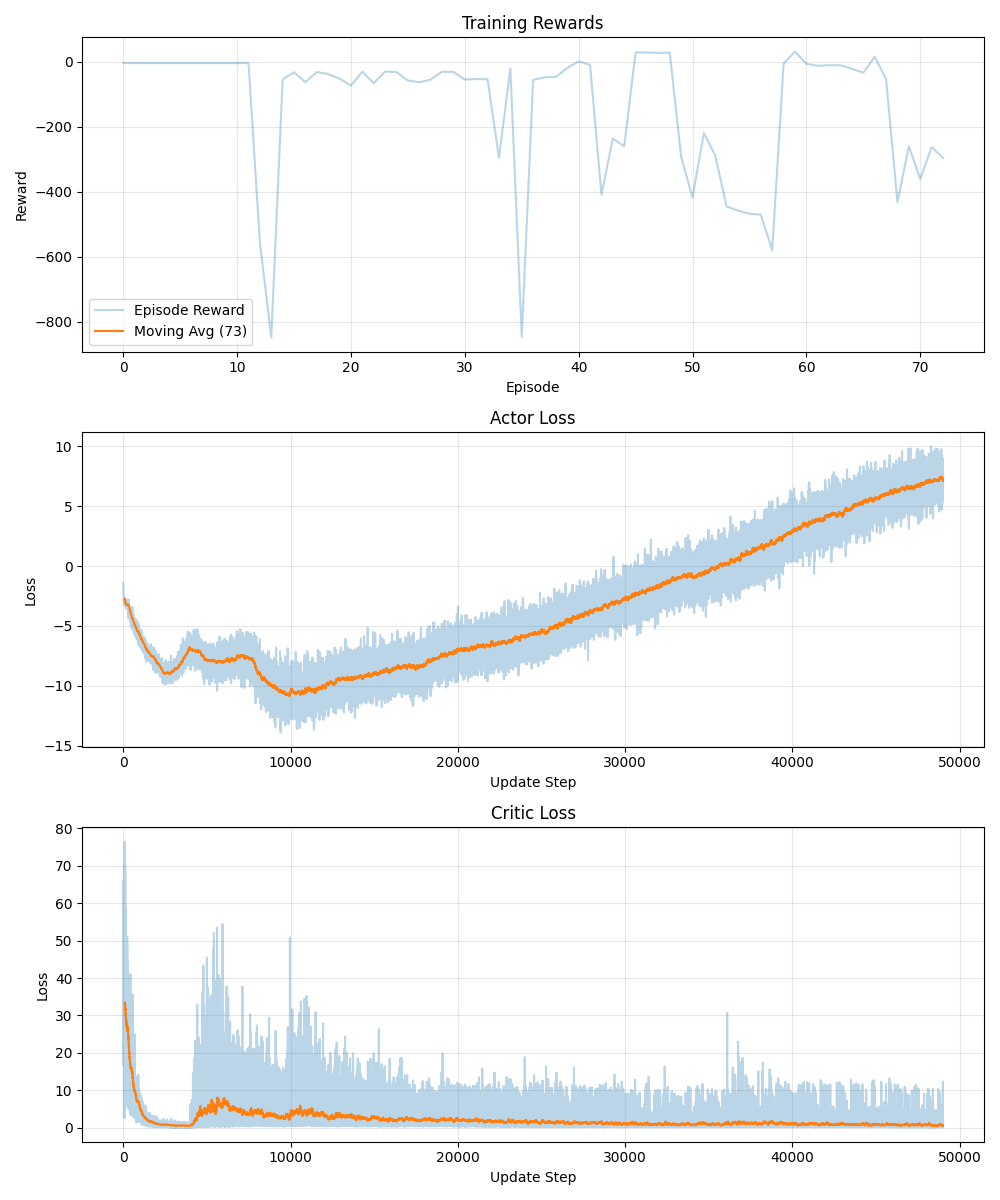 Training Rewards
0
−200
−400
−600
−800
Reward
Episode Reward
Moving Avg (73)
0 10 20 30 40 50 60 70
Episode
Actor Loss
10
5
0
−5
−10
−15
Loss
0 10000 20000 30000 40000 50000
Update Step
Critic Loss
80
70
60
50
40
30
20
10
0
Loss
0 10000 20000 30000 40000 50000
Update Step